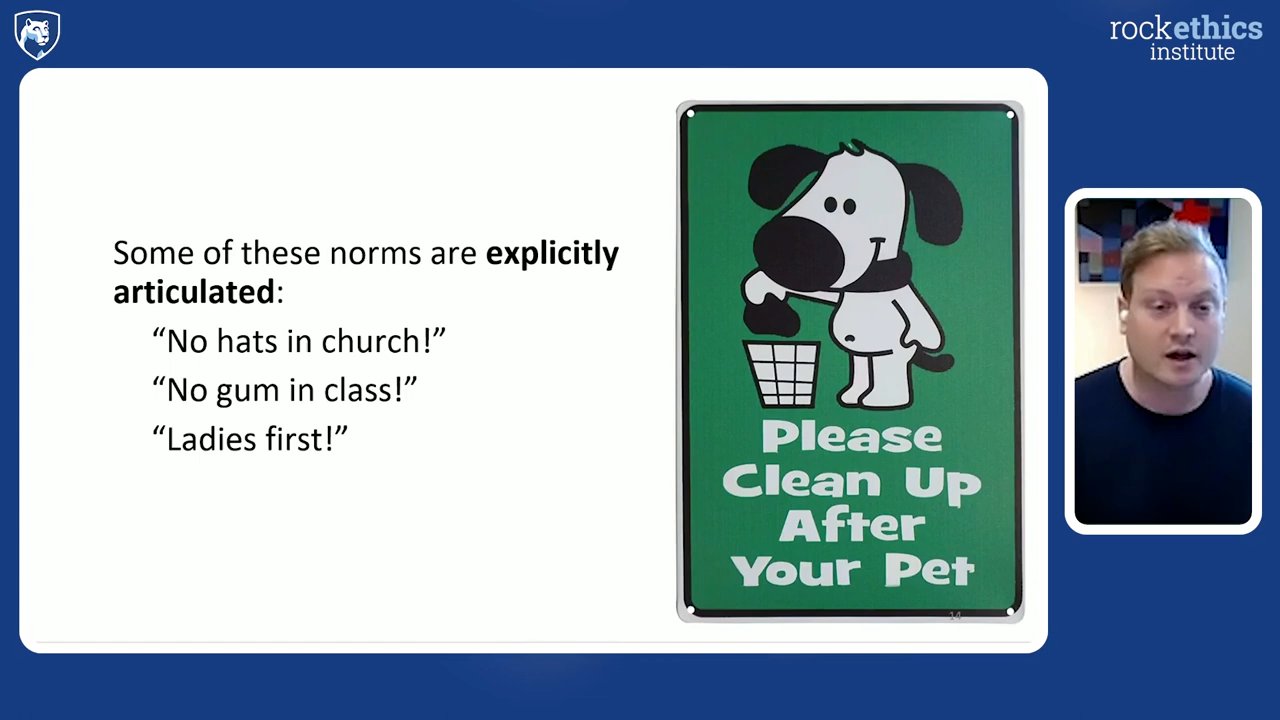 rockethics
institute
Some of these norms are explicitly
articulated:
“No hats in church!”
“No gum in class!”
“Ladies first!”
Please
Clean Up
After
Your Pet
14